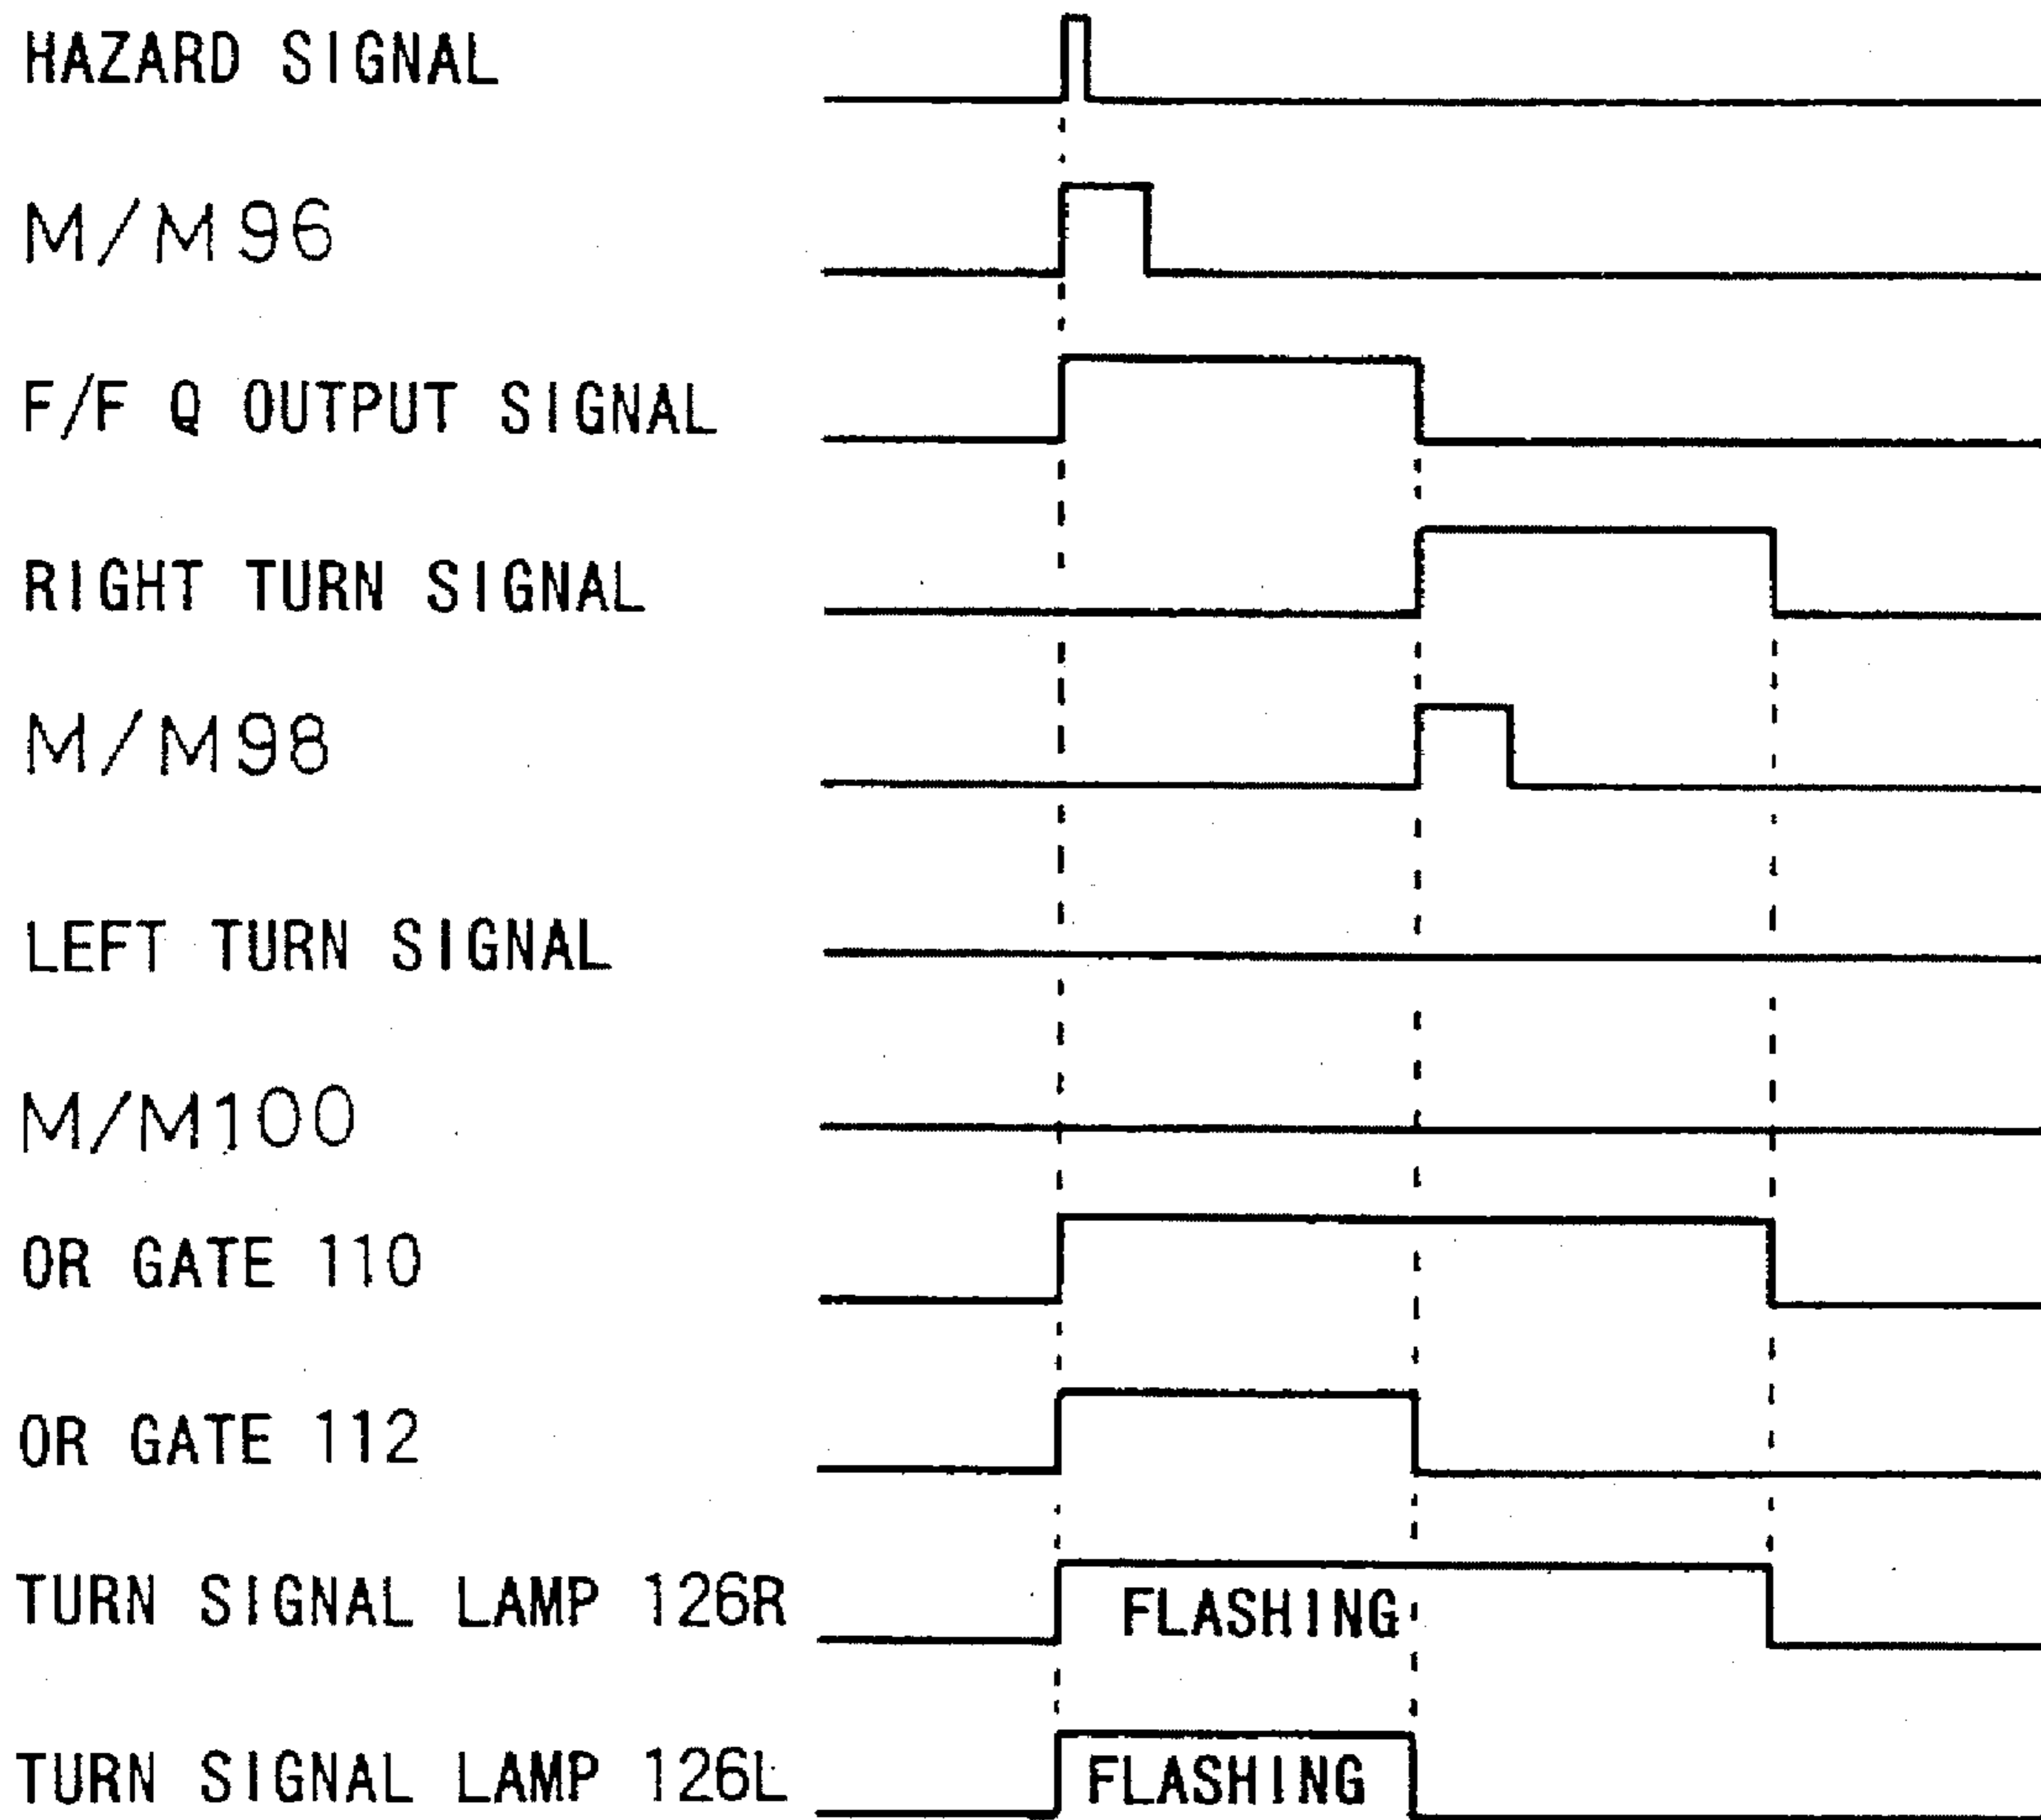 HAZARD SIGNAL
M/M96
F/F Q OUTPUT SIGNAL
RIGHT TURN SIGNAL
M/M98
LEFT TURN SIGNAL
M/M100
OR GATE 110
OR GATE 112
TURN SIGNAL LAMP 126R FLASHING
TURN SIGNAL LAMP 126L FLASHING